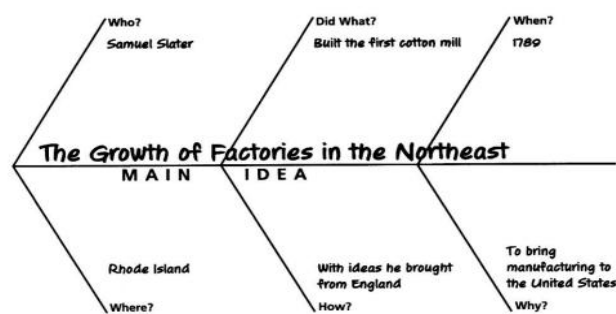 Who?
Samuel Slater
Did What?
Built the first cotton mill
When?
1789
The Growth of Factories in the Northeast
MAIN IDEA
Rhode Island
Where?
With ideas he brought
from England
How?
To bring
manufacturing to
the United States
Why?